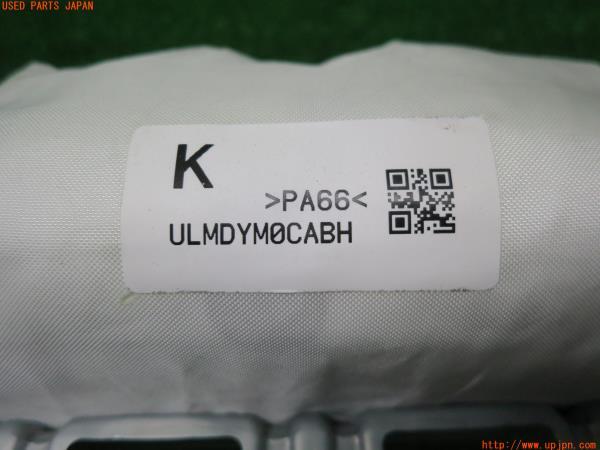 USED PARTS JAPAN
K
>PA66<
ULMDYM0CABH
http://www.upjpn.com/